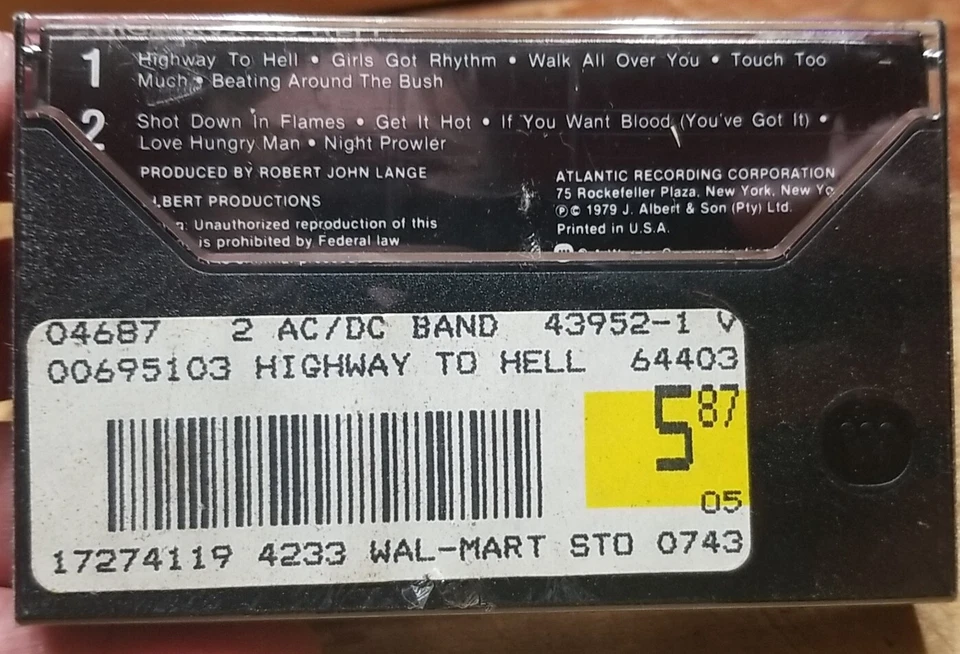 1 Highway To Hell • Girls Got Rhythm • Walk All Over You • Touch Too
Much • Beating Around The Bush
2 Shot Down in Flames • Get It Hot • If You Want Blood (You've Got It) •
Love Hungry Man • Night Prowler
PRODUCED BY ROBERT JOHN LANGE
LBERT PRODUCTIONS
Unauthorized reproduction of this
is prohibited by Federal law
ATLANTIC RECORDING CORPORATION
75 Rockefeller Plaza, New York, New Yo
℗© 1979 J. Albert & Son (Pty) Ltd.
Printed in U.S.A.
04687 2 AC/DC BAND 43952-1 V
00695103 HIGHWAY TO HELL 64403
5 87
05
17274119 4233 WAL-MART STO 0743